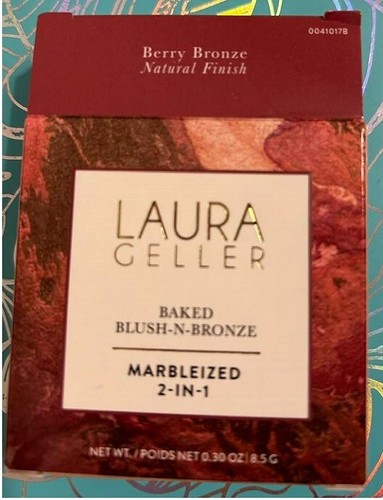 0041017B
Berry Bronze
Natural Finish
LAURA
GELLER
BAKED
BLUSH-N-BRONZE
MARBLEIZED
2-IN-1
NET WT. / POIDS NET 0.30 OZ | 8.5 G